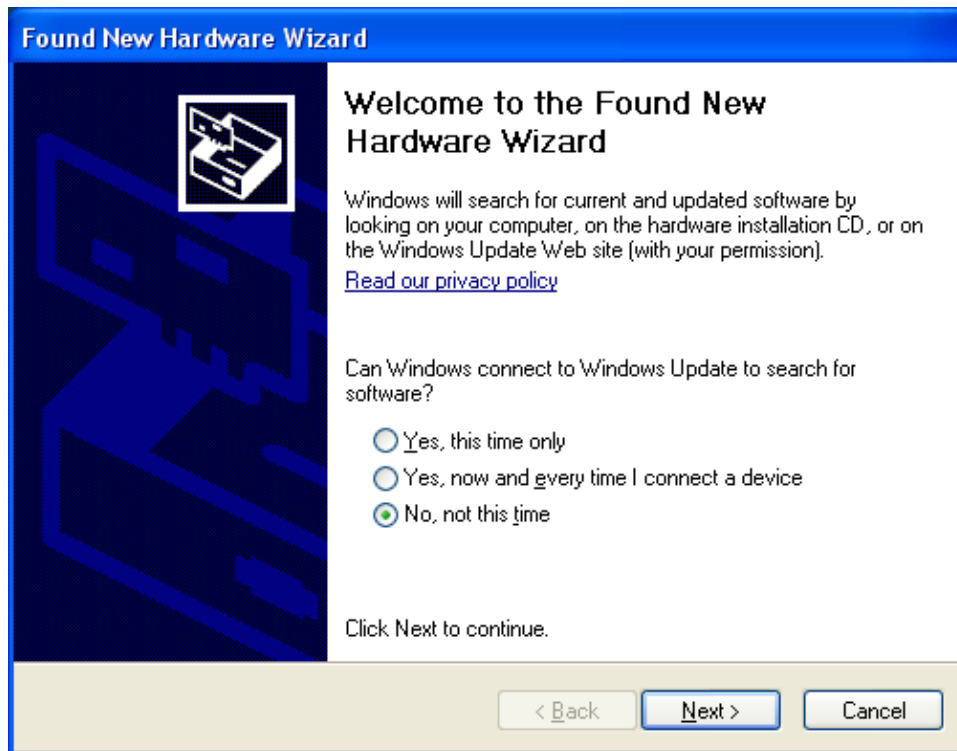 Found New Hardware Wizard
Welcome to the Found New
Hardware Wizard
Windows will search for current and updated software by
looking on your computer, on the hardware installation CD, or on
the Windows Update Web site (with your permission).
Read our privacy policy
Can Windows connect to Windows Update to search for
software?
Yes, this time only
Yes, now and every time I connect a device
No, not this time
Click Next to continue.
< Back
Next >
Cancel